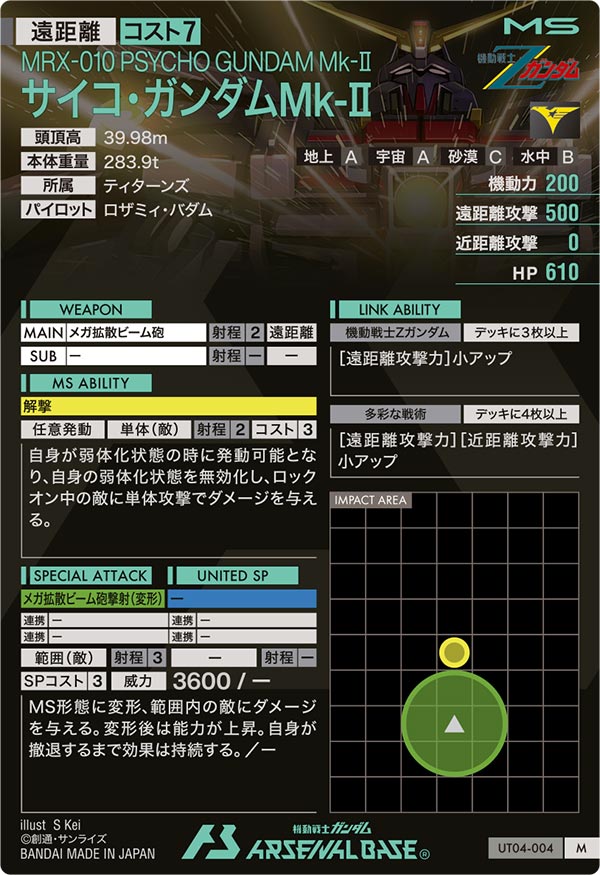 遠距離 コスト7
MS
MRX-010 PSYCHO GUNDAM Mk-II
サイコ・ガンダムMk-II
機動戦士Zガンダム
頭頂高 39.98m
本体重量 283.9t
所属 ティターンズ
パイロット ロザミィ・バダム
地上 A 宇宙 A 砂漠 C 水中 B
機動力 200
遠距離攻撃 500
近距離攻撃 0
HP 610
WEAPON
MAIN メガ拡散ビーム砲 射程 2 遠距離
SUB ー 射程 ー ー
MS ABILITY
解撃
任意発動 単体(敵) 射程 2 コスト 3
自身が弱体化状態の時に発動可能とな
り、自身の弱体化状態を無効化し、ロック
オン中の敵に単体攻撃でダメージを与え
る。
SPECIAL ATTACK UNITED SP
メガ拡散ビーム砲撃射(変形) ー
連携 ー 連携 ー
連携 ー 連携 ー
範囲(敵) 射程 3 ー 射程 ー
SPコスト 3 威力 3600 / ー
MS形態に変形、範囲内の敵にダメージ
を与える。変形後は能力が上昇。自身が
撤退するまで効果は持続する。/ー
LINK ABILITY
機動戦士Zガンダム デッキに3枚以上
[遠距離攻撃力]小アップ
多彩な戦術 デッキに4枚以上
[遠距離攻撃力][近距離攻撃力]
小アップ
IMPACT AREA
illust S Kei
©創通・サンライズ
BANDAI MADE IN JAPAN
機動戦士ガンダム
ARSENAL BASE®
UT04-004 M